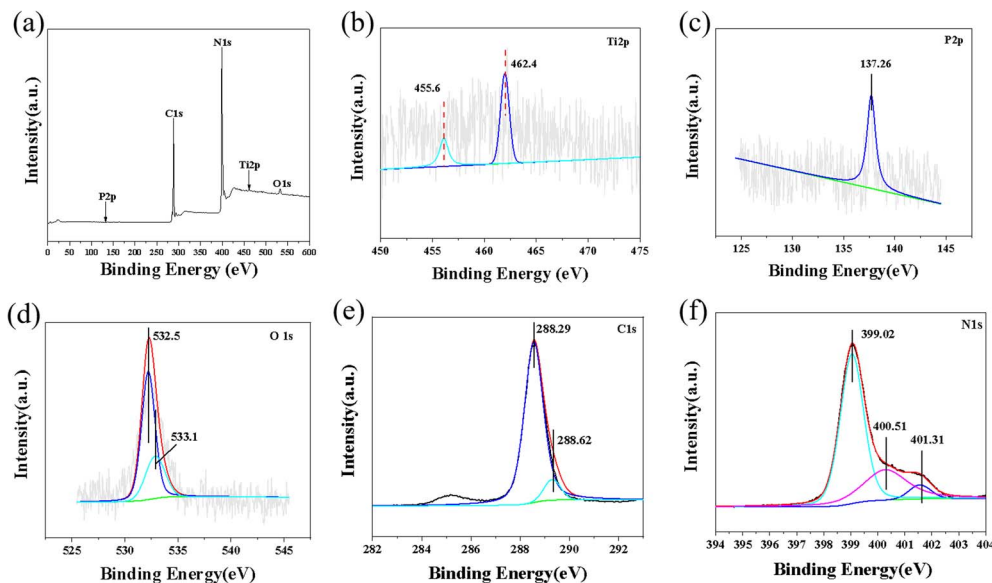 (a)
N1s
C1s
Ti2p
O1s
P2p
Intensity(a.u.)
0 50 100 150 200 250 300 350 400 450 500 550 600
Binding Energy (eV)
(b)
Ti2p
462.4
455.6
Intensity(a.u.)
450 455 460 465 470 475
Binding Energy (eV)
(c)
P2p
137.26
Intensity(a.u.)
125 130 135 140 145
Binding Energy (eV)
(d)
O 1s
532.5
533.1
Intensity(a.u.)
525 530 535 540 545
Binding Energy(eV)
(e)
288.29
C1s
288.62
Intensity(a.u.)
282 284 286 288 290 292
Binding Energy(eV)
(f)
N1s
399.02
400.51
401.31
Intensity(a.u.)
394 395 396 397 398 399 400 401 402 403 404
Binding Energy(eV)